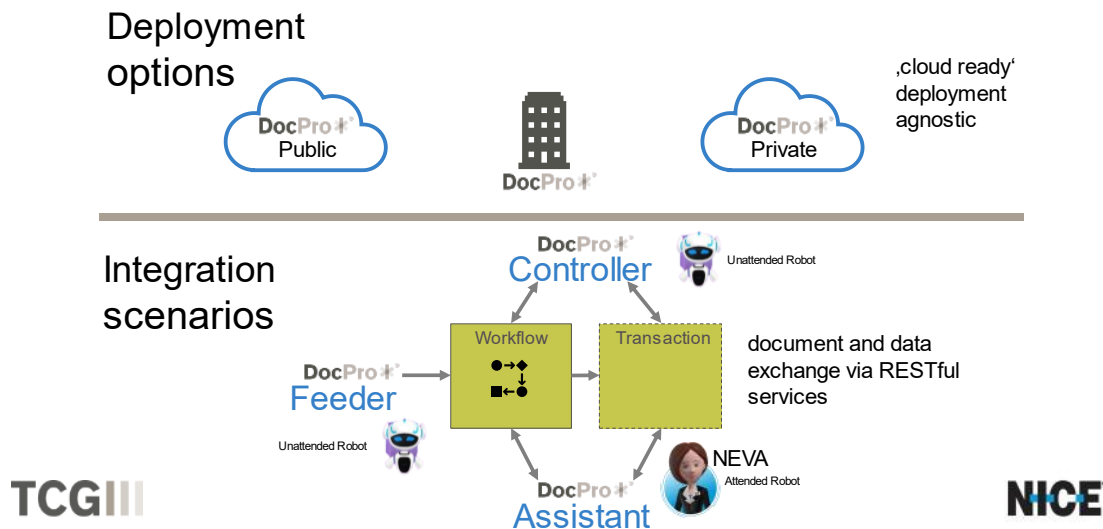 Deployment
options
DocPro
Public
DocPro
DocPro
Private
‚cloud ready‘
deployment
agnostic
Integration
scenarios
DocPro
Controller
Unattended Robot
Workflow
Transaction
document and data
exchange via RESTful
services
DocPro
Feeder
Unattended Robot
NEVA
Attended Robot
DocPro
Assistant
TCG
NICE